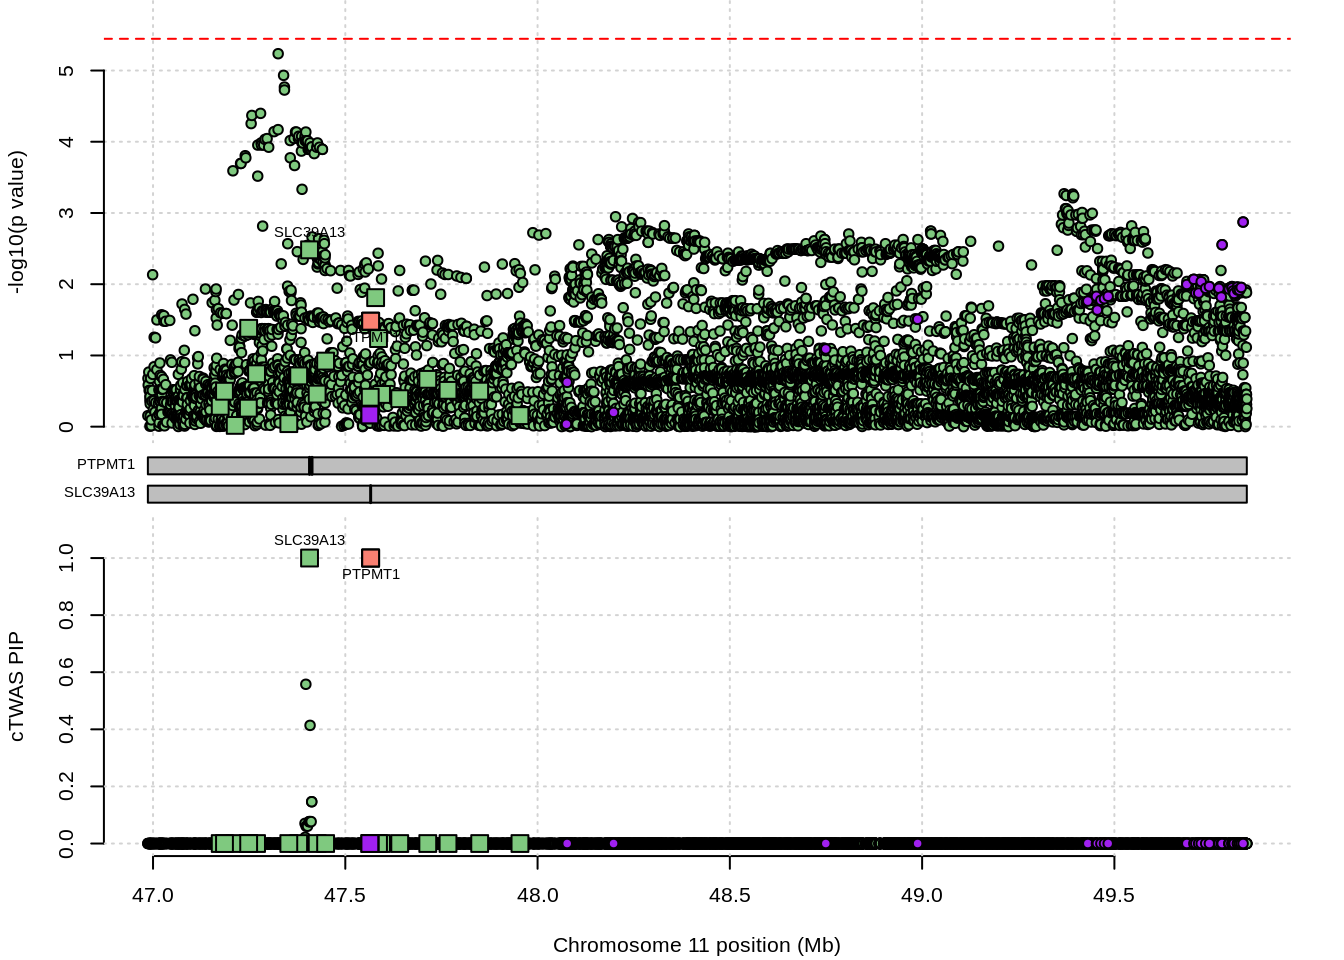 5
4
3
2
1
0
-log10(p value)
SLC39A13
PTPMT1
SLC39A13
SLC39A13
PTPMT1
1.0
0.8
0.6
0.4
0.2
0.0
cTWAS PIP
47.0 47.5 48.0 48.5 49.0 49.5
Chromosome 11 position (Mb)